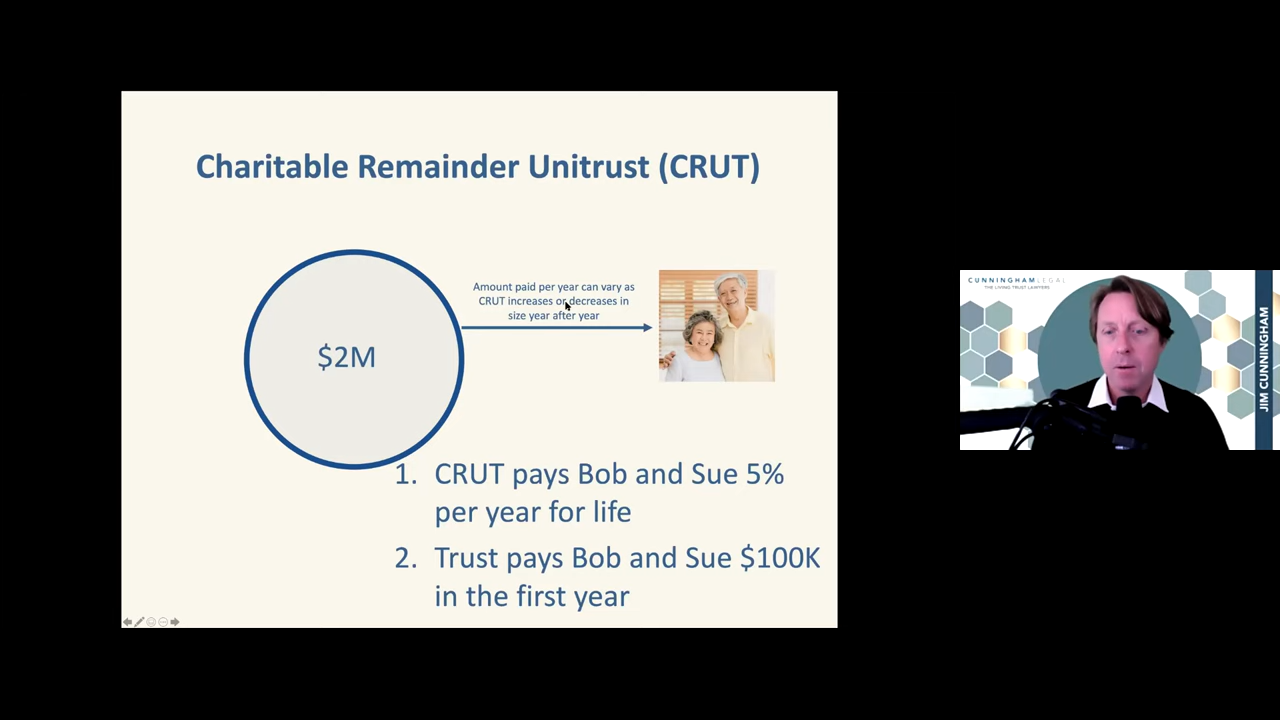 Charitable Remainder Unitrust (CRUT)
Amount paid per year can vary as
CRUT increases or decreases in
size year after year
$2M
1. CRUT pays Bob and Sue 5%
per year for life
2. Trust pays Bob and Sue $100K
in the first year
CUNNINGHAMLEGAL
THE LIVING TRUST LAWYERS
JIM CUNNINGHAM